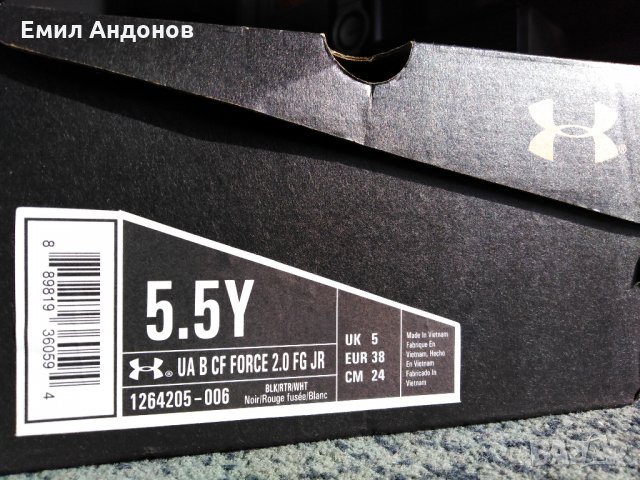 Емил Андонов
8 89819 36059 4
5.5Y
UA B CF FORCE 2.0 FG JR
1264205-006
BLK/RTR/WHT
Noir/Rouge fusée/Blanc
UK 5
EUR 38
CM 24
Made In Vietnam
Fabrique En
Vietnam, Hecho
En Vietnam
Fabricado In
Vietnam